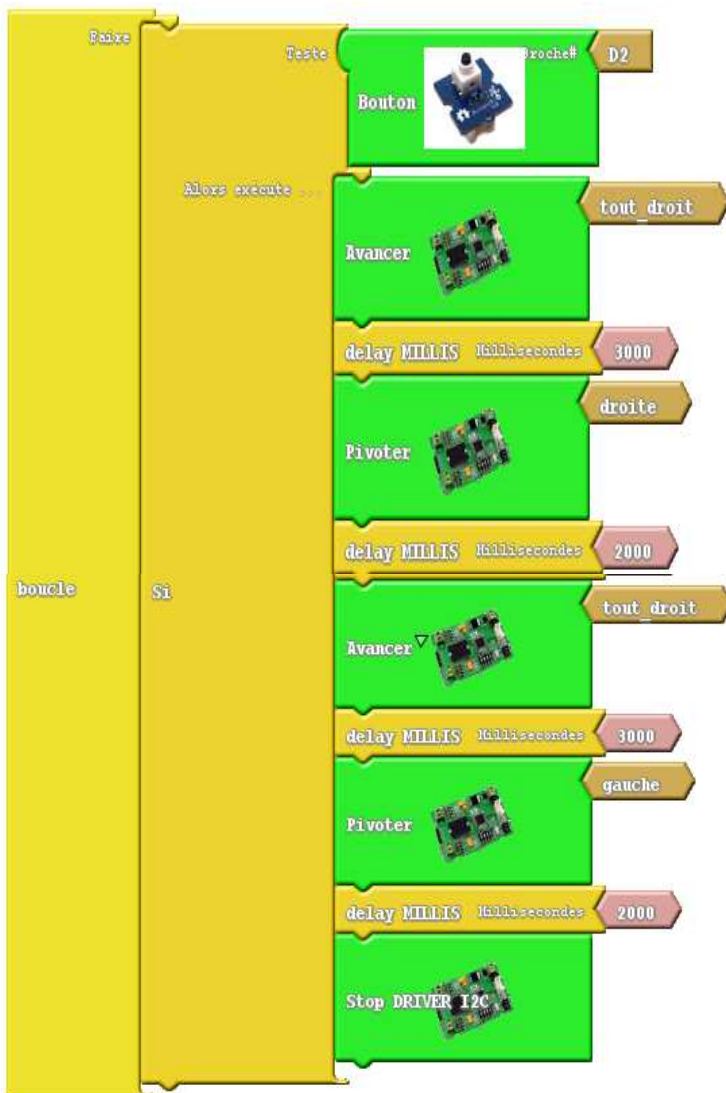 Faire
Teste
Broche#
D2
Bouton
Alors exécute ...
tout_droit
Avancer
delay MILLIS Millisecondes 3000
droite
Pivoter
delay MILLIS Millisecondes 2000
boucle
Si
tout_droit
Avancer
delay MILLIS Millisecondes 3000
gauche
Pivoter
delay MILLIS Millisecondes 2000
Stop DRIVER I2C